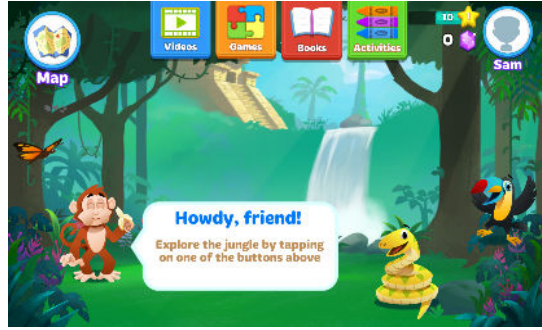 Videos
Games
Books
Activities
10
1
0
Map
Sam
Howdy, friend!
Explore the jungle by tapping
on one of the buttons above